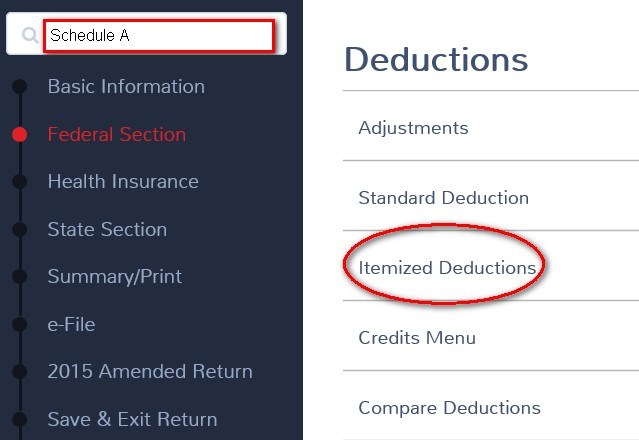 Schedule A
Basic Information
Federal Section
Health Insurance
State Section
Summary/Print
e-File
2015 Amended Return
Save & Exit Return
Deductions
Adjustments
Standard Deduction
Itemized Deductions
Credits Menu
Compare Deductions